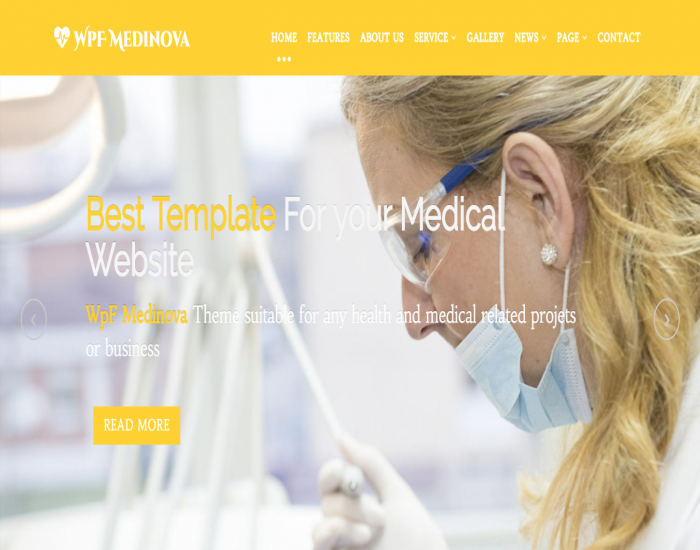 WPF MEDINOVA
HOME FEATURES ABOUT US SERVICE GALLERY NEWS PAGE CONTACT
Best Template For your Medical
Website
WpF Medinova Theme suitable for any health and medical related projets
or business
READ MORE